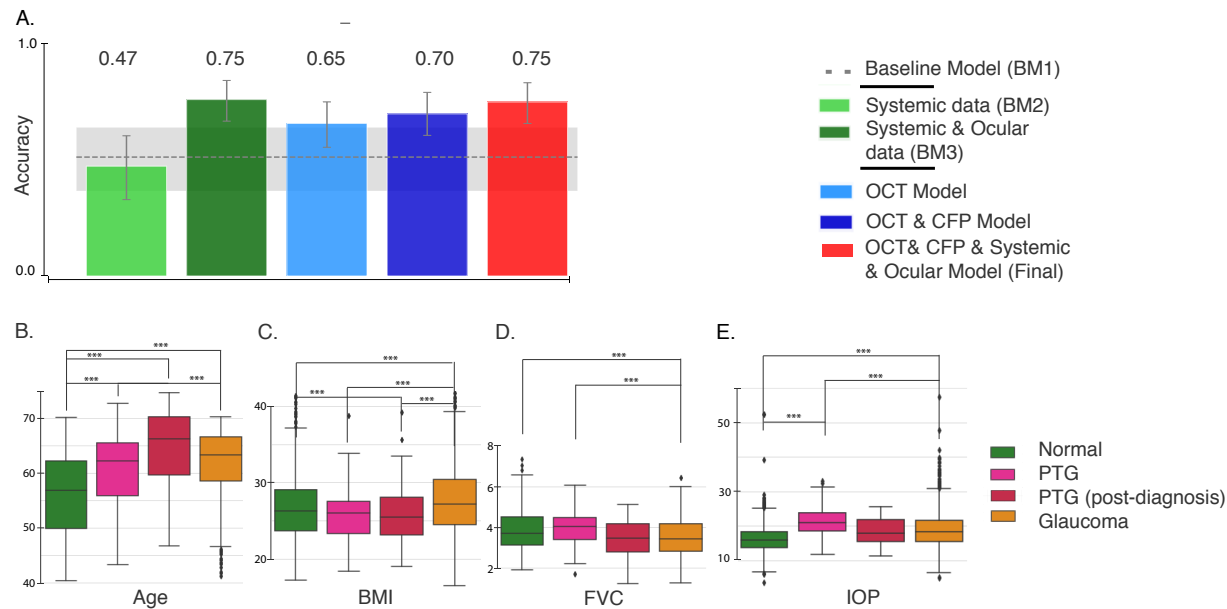 A.
1.0
0.47 0.75 0.65 0.70 0.75
Accuracy
0.0
Baseline Model (BM1)
Systemic data (BM2)
Systemic & Ocular
data (BM3)
OCT Model
OCT & CFP Model
OCT& CFP & Systemic
& Ocular Model (Final)
B.
***
***
*** ***
70
60
50
40
Age
C.
***
***
*** ***
40
30
20
BMI
D.
***
***
8
6
4
2
FVC
E.
***
***
***
50
30
20
10
IOP
Normal
PTG
PTG (post-diagnosis)
Glaucoma